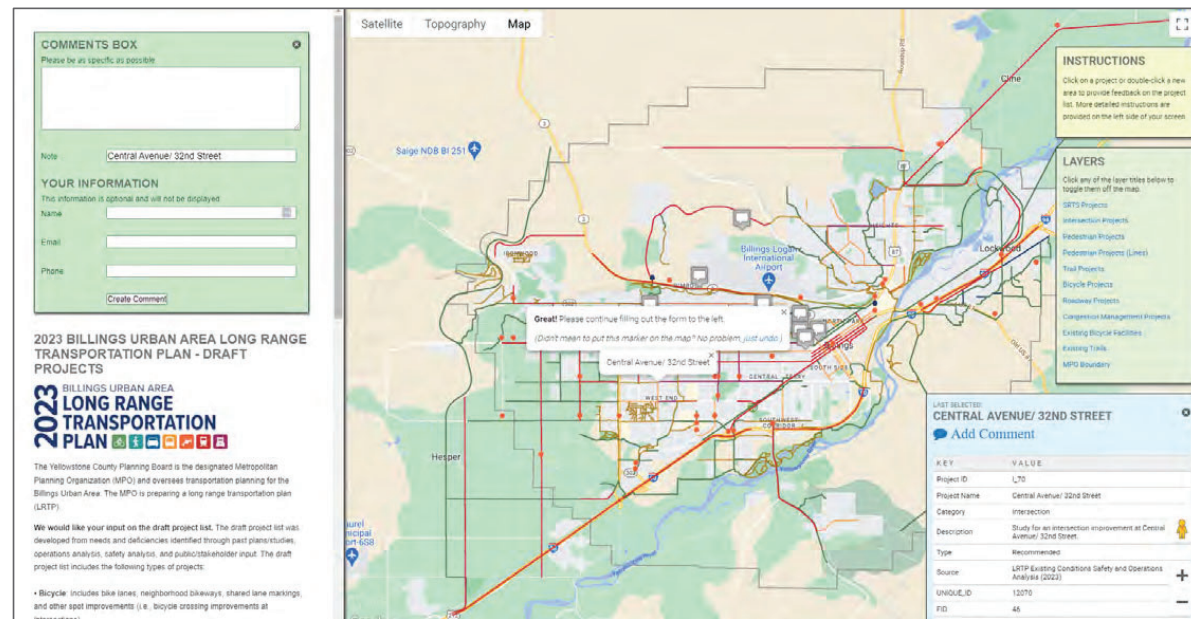 COMMENTS BOX
Please be as specific as possible
Note
Central Avenue/ 32nd Street
YOUR INFORMATION
This information is optional and will not be displayed
Name
Email
Phone
Create Comment
2023 BILLINGS URBAN AREA LONG RANGE
TRANSPORTATION PLAN - DRAFT
PROJECTS
2023
BILLINGS URBAN AREA
LONG RANGE
TRANSPORTATION
PLAN
The Yellowstone County Planning Board is the designated Metropolitan
Planning Organization (MPO) and oversees transportation planning for the
Billings Urban Area. The MPO is preparing a long range transportation plan
(LRTP).
We would like your input on the draft project list. The draft project list was
developed from needs and deficiencies identified through past plans/studies,
operations analysis, safety analysis, and public/stakeholder input. The draft
project list includes the following types of projects:
• Bicycle: Includes bike lanes, neighborhood bikeways, shared lane markings,
and other spot improvements (i.e., bicycle crossing improvements at
intersections)
Satellite
Topography
Map
Cline
Saige NDB BI 251
IRONWOOD
HEIGHTS
87
Lockwood
Billings Logan
International
Airport
Great! Please continue filling out the form to the left.
(Didn't mean to put this marker on the map? No problem, just undo.)
Central Avenue/ 32nd Street
Billings
CENTRAL
WEST END
SOUTHWEST
CORRIDOR
Hesper
INSTRUCTIONS
Click on a project or double-click a new
area to provide feedback on the project
list. More detailed instructions are
provided on the left side of your screen.
LAYERS
Click any of the layer titles below to
toggle them off the map.
SRTS Projects
Intersection Projects
Pedestrian Projects
Pedestrian Projects (Lines)
Trail Projects
Bicycle Projects
Roadway Projects
Congestion Management Projects
Existing Bicycle Facilities
Existing Trails
MPO Boundary
LAST SELECTED:
CENTRAL AVENUE/ 32ND STREET
Add Comment
KEY VALUE
Project ID I_70
Project Name Central Avenue/ 32nd Street
Category Intersection
Description Study for an intersection improvement at Central
Avenue/ 32nd Street.
Type Recommended
Source LRTP Existing Conditions Safety and Operations
Analysis (2023)
UNIQUE_ID 12070
FID 46